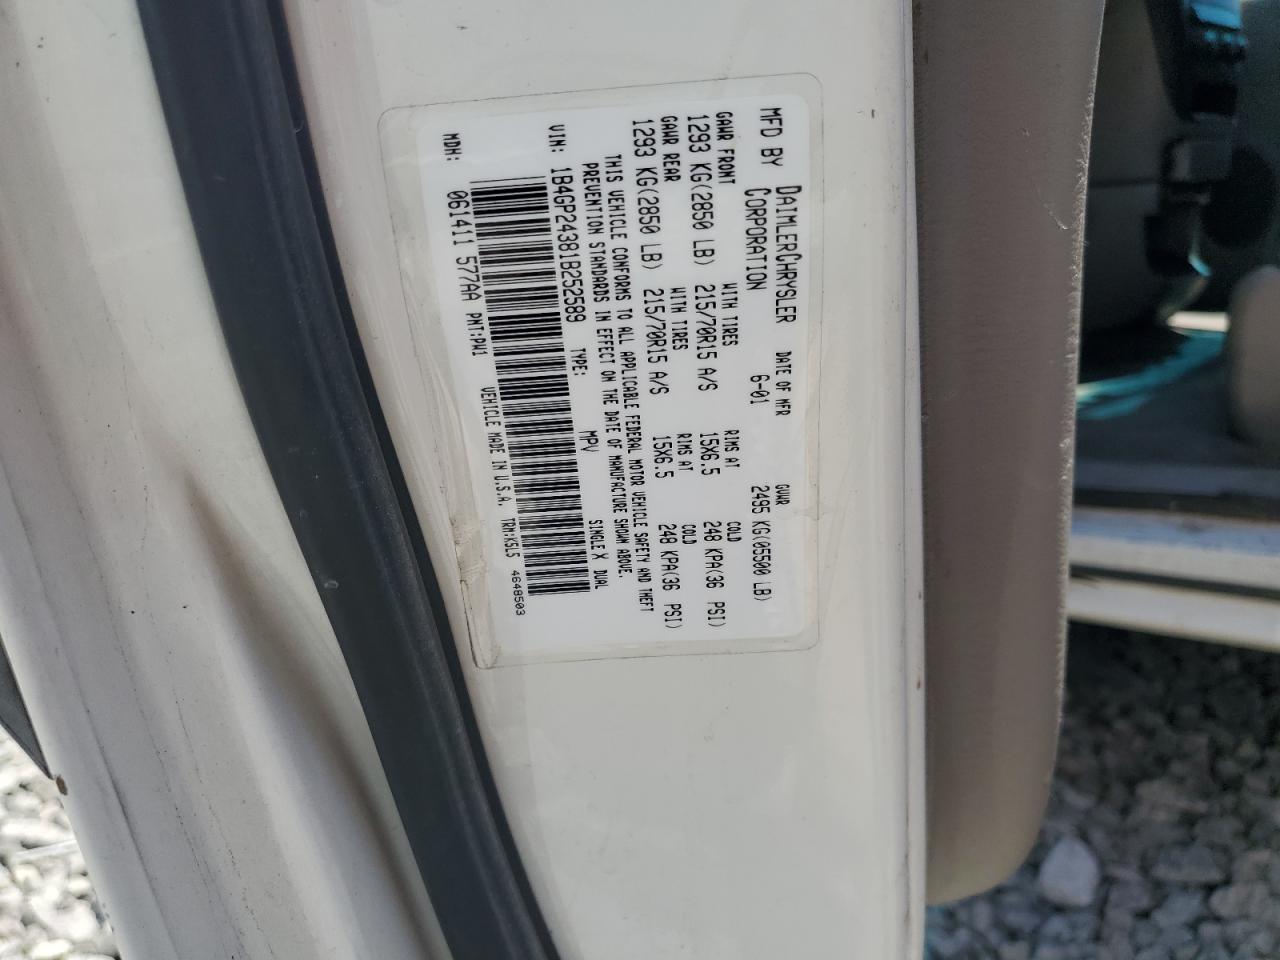 MFD BY DAIMLERCHRYSLER CORPORATION DATE OF MFR 6-01 GVWR 2495 KG(05500 LB)
GAWR FRONT WITH TIRES RIMS AT COLD
1293 KG(2850 LB) 215/70R15 A/S 15X6.5 248 KPA(36 PSI)
GAWR REAR WITH TIRES RIMS AT COLD
1293 KG(2850 LB) 215/70R15 A/S 15X6.5 248 KPA(36 PSI)
THIS VEHICLE CONFORMS TO ALL APPLICABLE FEDERAL MOTOR VEHICLE SAFETY AND THEFT
PREVENTION STANDARDS IN EFFECT ON THE DATE OF MANUFACTURE SHOWN ABOVE.
VIN: 1B4GP24381B252589 TYPE: MPV SINGLE X DUAL
MDH: 061411 577AA PNT:PW1 VEHICLE MADE IN U.S.A. TRM:K5L5 4648503